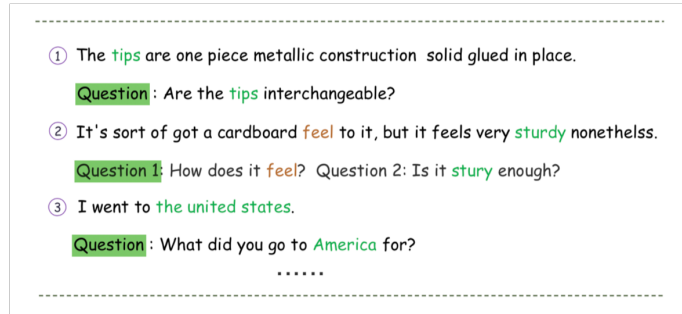 ① The tips are one piece metallic construction solid glued in place.
Question : Are the tips interchangeable?
② It's sort of got a cardboard feel to it, but it feels very sturdy nonethelss.
Question 1: How does it feel? Question 2: Is it stury enough?
③ I went to the united states.
Question : What did you go to America for?
......